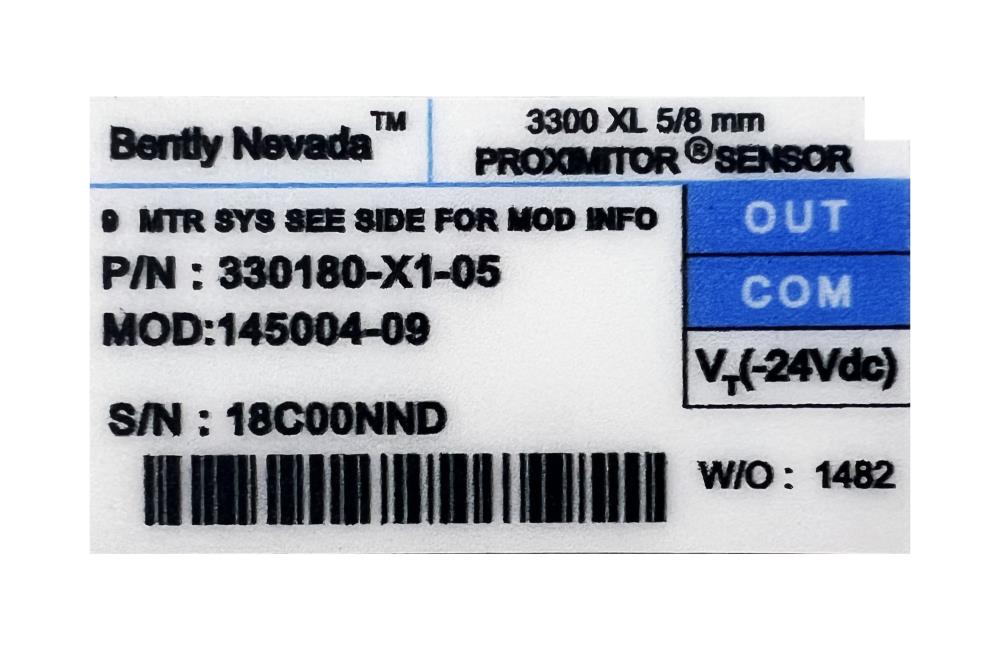 Bently Nevada™
3300 XL 5/8 mm
PROXIMITOR® SENSOR
9 MTR SYS SEE SIDE FOR MOD INFO
P/N : 330180-X1-05
MOD:145004-09
S/N : 18C00NND
OUT
COM
VT(-24Vdc)
W/O : 1482